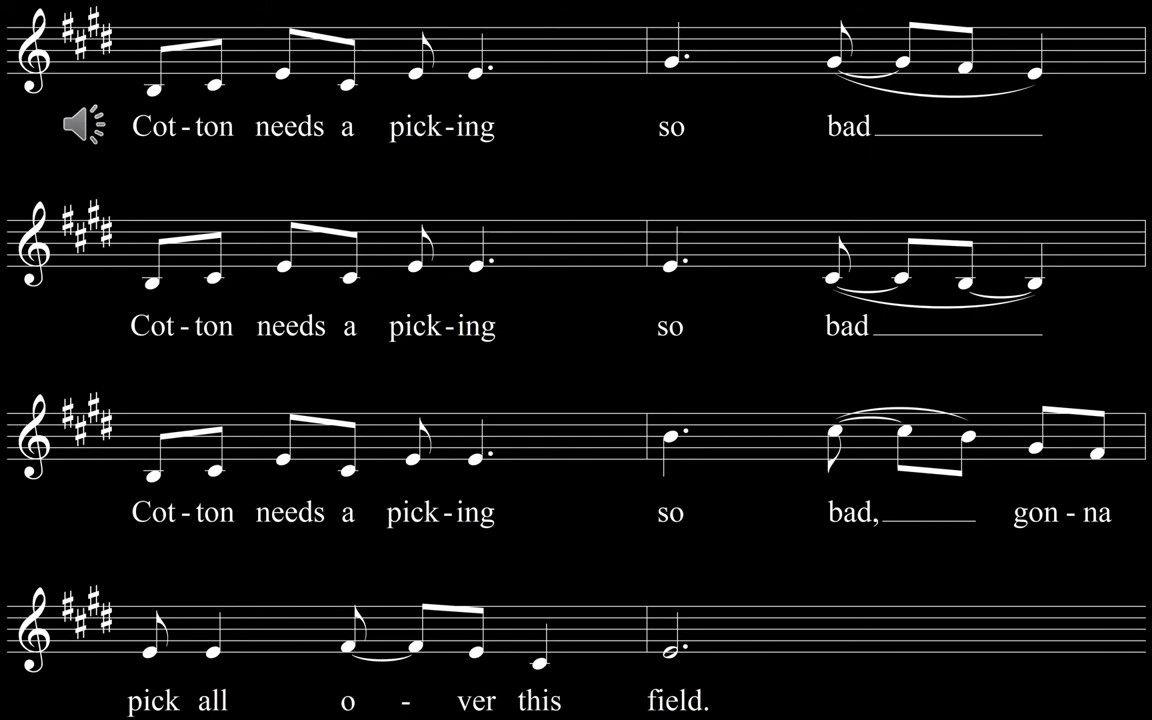 Cot-ton needs a pick-ing so bad
Cot-ton needs a pick-ing so bad
Cot-ton needs a pick-ing so bad, gon-na
pick all o - ver this field.